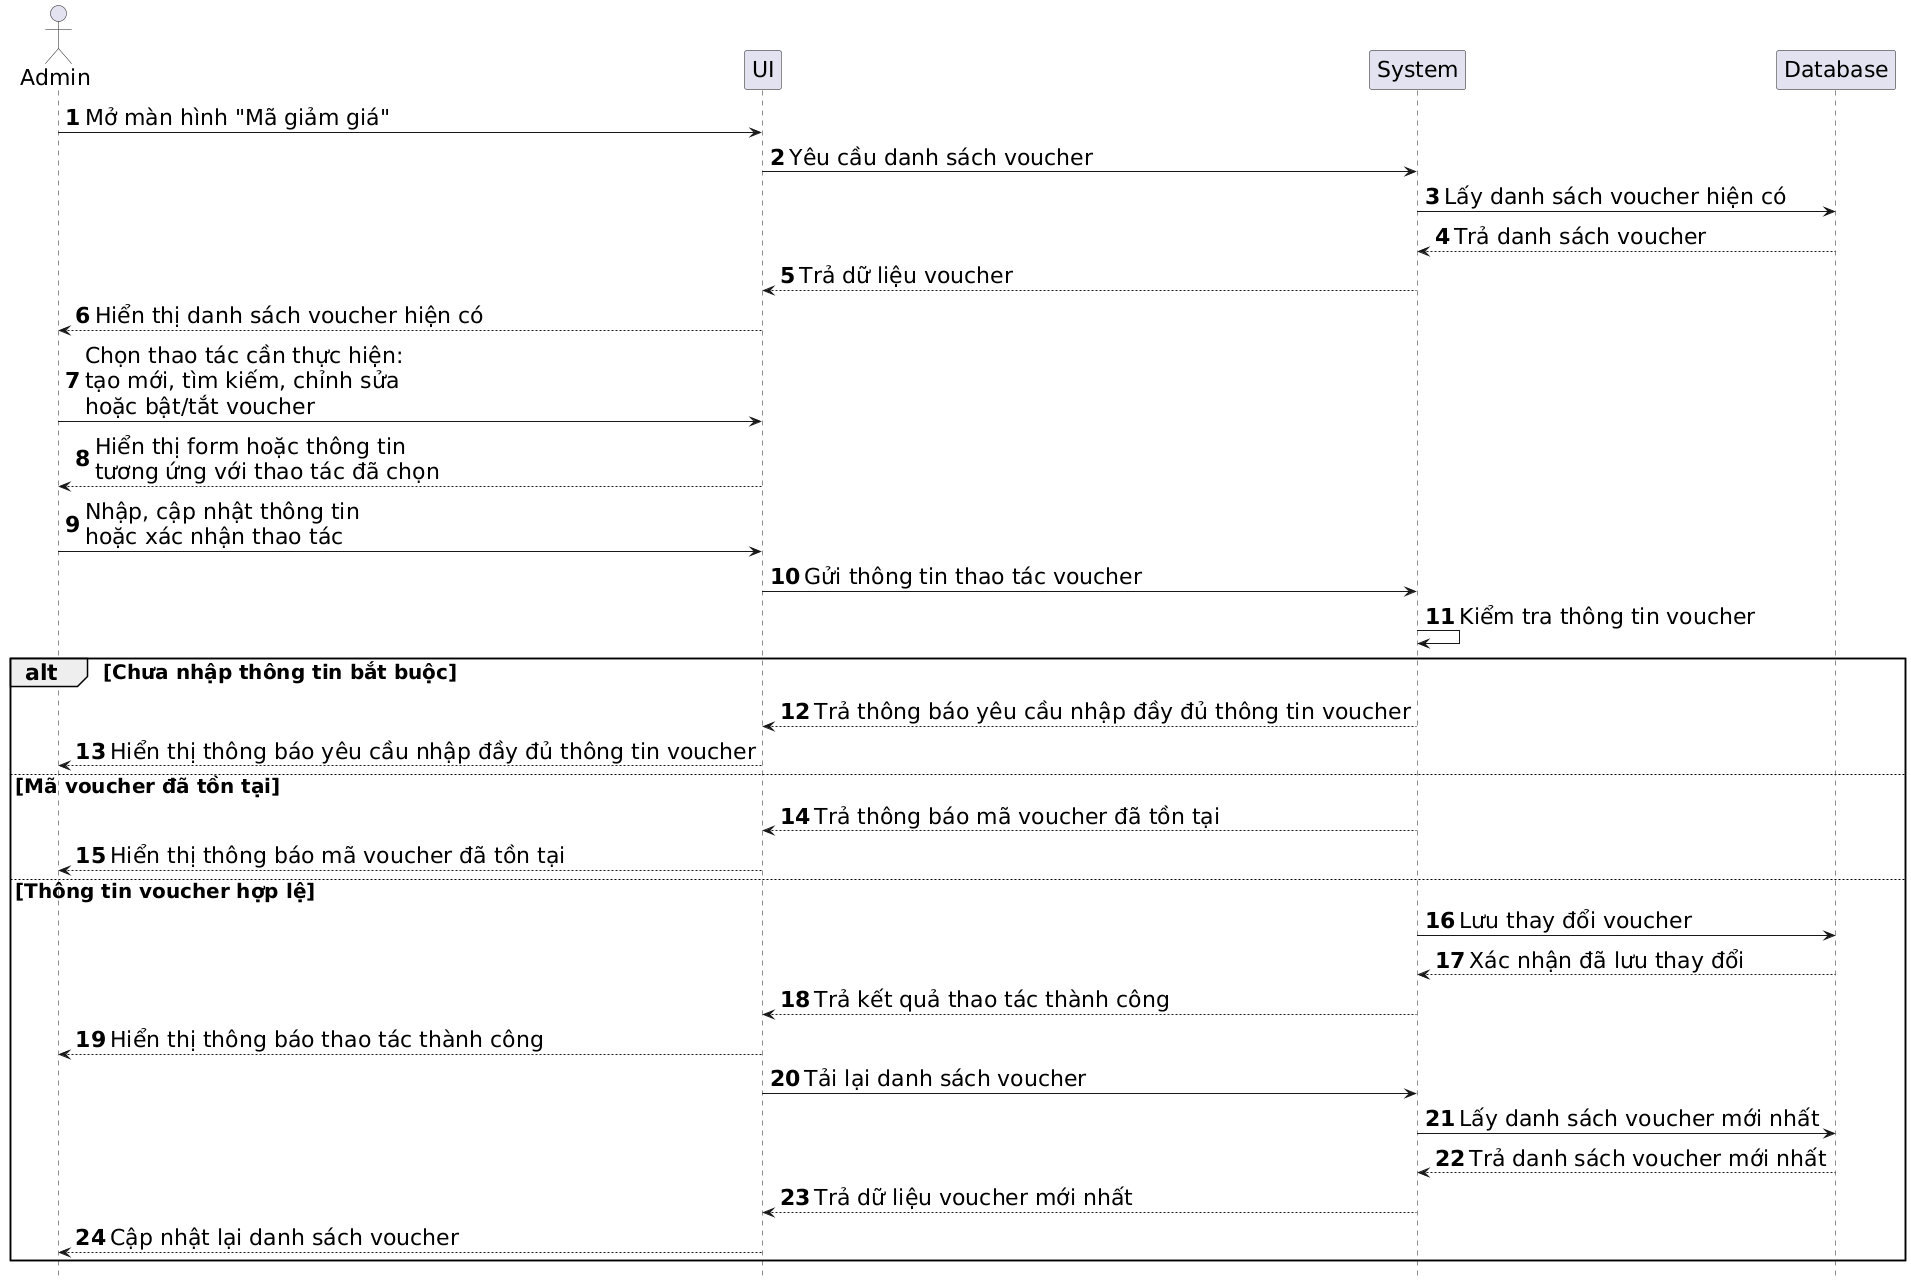 Admin
UI
System
Database
1 Mở màn hình "Mã giảm giá"
2 Yêu cầu danh sách voucher
3 Lấy danh sách voucher hiện có
4 Trả danh sách voucher
5 Trả dữ liệu voucher
6 Hiển thị danh sách voucher hiện có
Chọn thao tác cần thực hiện:
7 tạo mới, tìm kiếm, chỉnh sửa
hoặc bật/tắt voucher
8 Hiển thị form hoặc thông tin
tương ứng với thao tác đã chọn
9 Nhập, cập nhật thông tin
hoặc xác nhận thao tác
10 Gửi thông tin thao tác voucher
11 Kiểm tra thông tin voucher
alt [Chưa nhập thông tin bắt buộc]
12 Trả thông báo yêu cầu nhập đầy đủ thông tin voucher
13 Hiển thị thông báo yêu cầu nhập đầy đủ thông tin voucher
[Mã voucher đã tồn tại]
14 Trả thông báo mã voucher đã tồn tại
15 Hiển thị thông báo mã voucher đã tồn tại
[Thông tin voucher hợp lệ]
16 Lưu thay đổi voucher
17 Xác nhận đã lưu thay đổi
18 Trả kết quả thao tác thành công
19 Hiển thị thông báo thao tác thành công
20 Tải lại danh sách voucher
21 Lấy danh sách voucher mới nhất
22 Trả danh sách voucher mới nhất
23 Trả dữ liệu voucher mới nhất
24 Cập nhật lại danh sách voucher